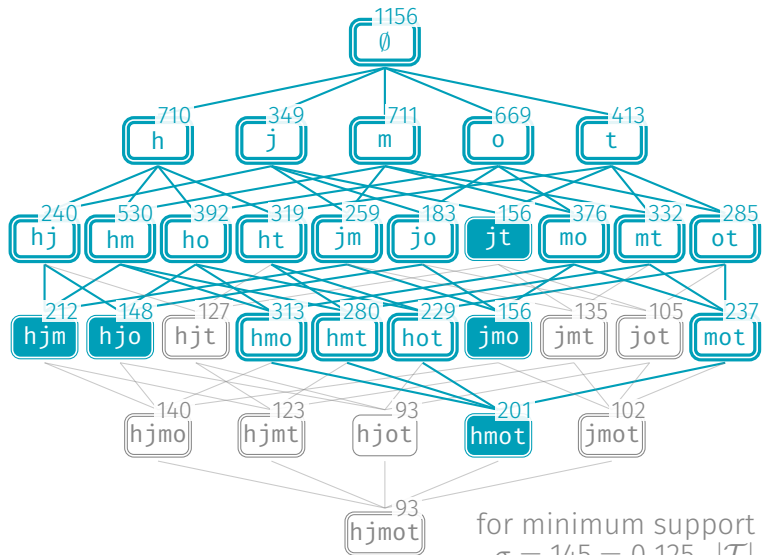 1156
∅
710 349 711 669 413
h j m o t
240 530 392 319 259 183 156 376 332 285
hj hm ho ht jm jo jt mo mt ot
212 148 127 313 280 229 156 135 105 237
hjm hjo hjt hmo hmt hot jmo jmt jot mot
140 123 93 201 102
hjmo hjmt hjot hmot jmot
93
hjmot
for minimum support
σ = 145 = 0.125 · |𝒯|